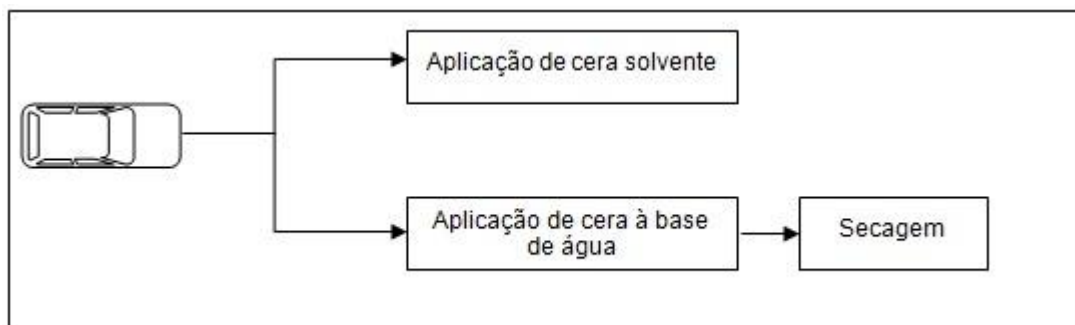 Aplicação de cera solvente
Aplicação de cera à base
de água
Secagem